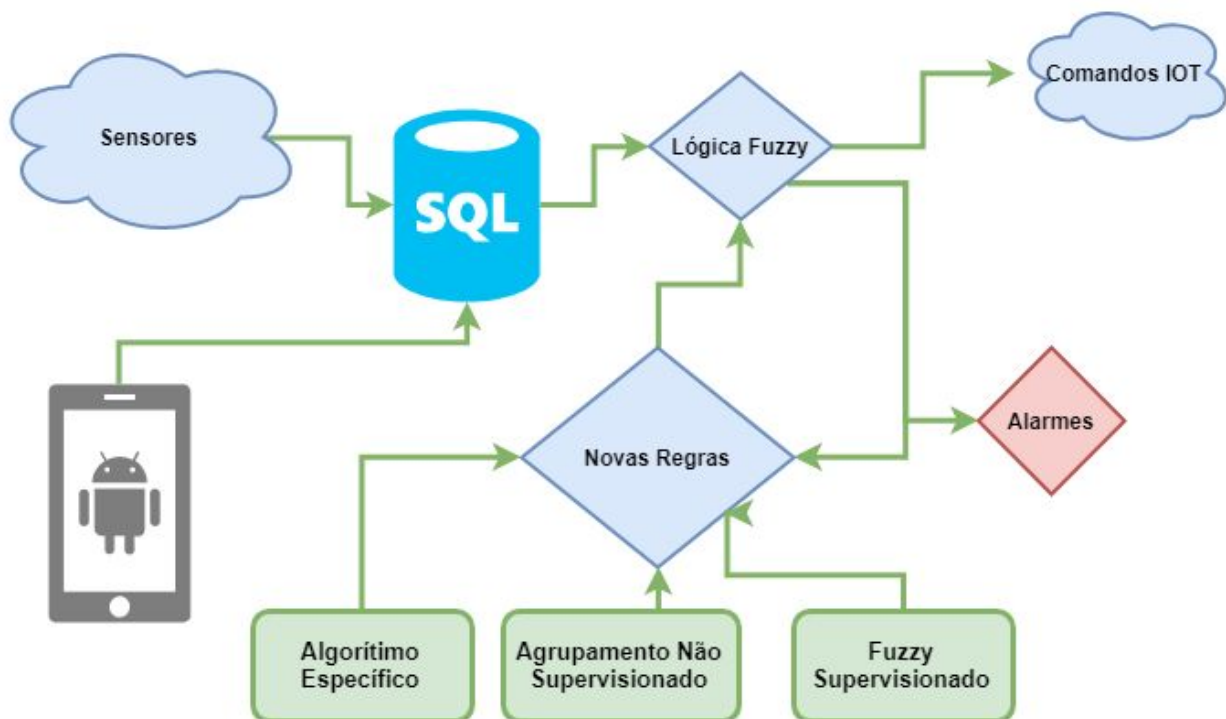 Sensores
SQL
Lógica Fuzzy
Comandos IOT
Novas Regras
Alarmes
Algorítimo
Específico
Agrupamento Não
Supervisionado
Fuzzy
Supervisionado